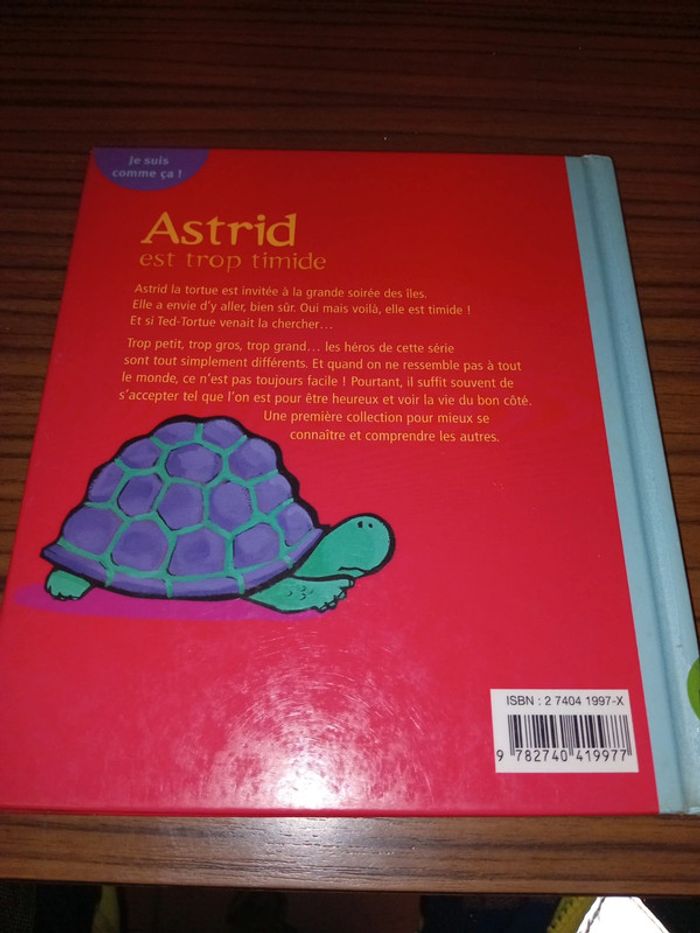 Je suis
comme ça !
Astrid
est trop timide
Astrid la tortue est invitée à la grande soirée des îles.
Elle a envie d'y aller, bien sûr. Oui mais voilà, elle est timide !
Et si Ted-Tortue venait la chercher...
Trop petit, trop gros, trop grand... les héros de cette série
sont tout simplement différents. Et quand on ne ressemble pas à tout
le monde, ce n'est pas toujours facile ! Pourtant, il suffit souvent de
s'accepter tel que l'on est pour être heureux et voir la vie du bon côté.
Une première collection pour mieux se
connaître et comprendre les autres.
ISBN : 2 7404 1997-X
9 782740 419977